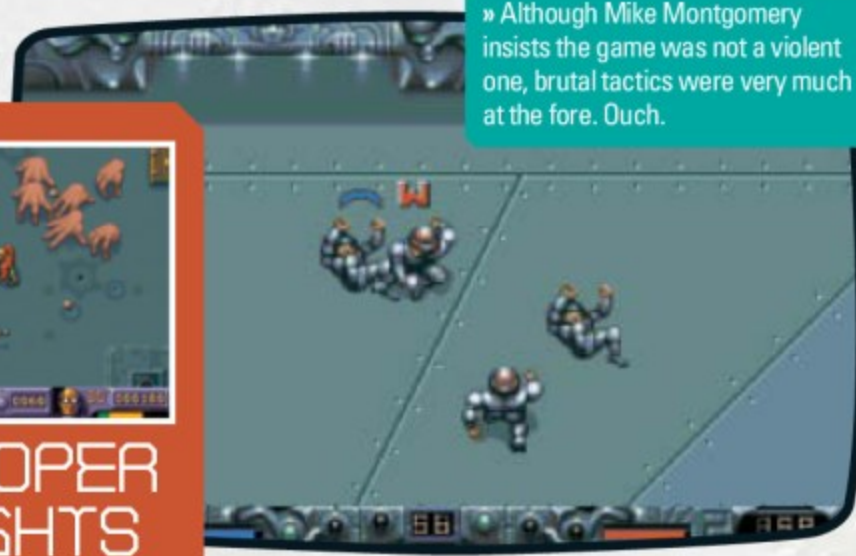 » Although Mike Montgomery
insists the game was not a violent
one, brutal tactics were very much
at the fore. Ouch.
W
OPER
GHTS